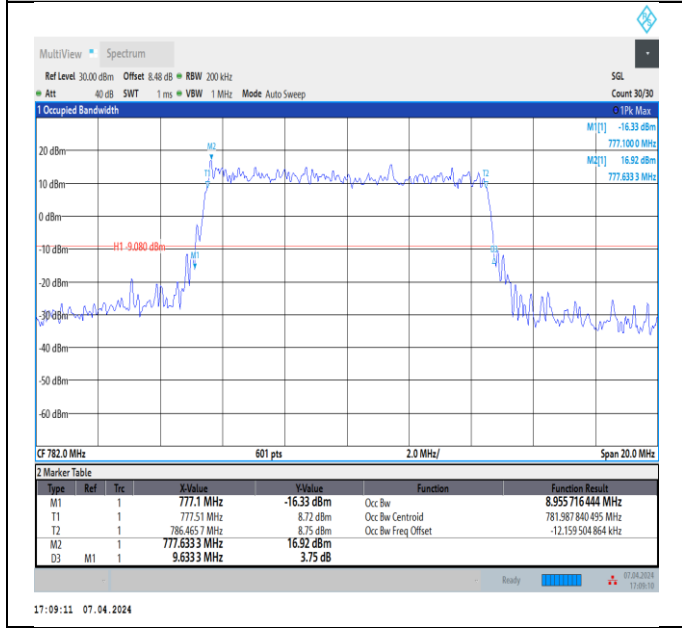 MultiView Spectrum
Ref Level 30.00 dBm Offset 8.48 dB RBW 200 kHz SGL
Att 40 dB SWT 1 ms VBW 1 MHz Mode Auto Sweep Count 30/30
1 Occupied Bandwidth 1Pk Max
M1[1] -16.33 dBm
777.100 0 MHz
M2[1] 16.92 dBm
777.633 3 MHz
M2
20 dBm
T1 T2
10 dBm
0 dBm
-10 dBm H1 -9.080 dBm
M1 D3
-20 dBm
-30 dBm
-40 dBm
-50 dBm
-60 dBm
CF 782.0 MHz 601 pts 2.0 MHz/ Span 20.0 MHz
2 Marker Table
Type Ref Trc X-Value Y-Value Function Function Result
M1 1 777.1 MHz -16.33 dBm Occ Bw 8.955 716 444 MHz
T1 1 777.51 MHz 8.72 dBm Occ Bw Centroid 781.987 840 495 MHz
T2 1 786.465 7 MHz 8.75 dBm Occ Bw Freq Offset -12.159 504 864 kHz
M2 1 777.633 3 MHz 16.92 dBm
D3 M1 1 9.633 3 MHz 3.75 dB
Ready 07.04.2024
17:09:10
17:09:11 07.04.2024